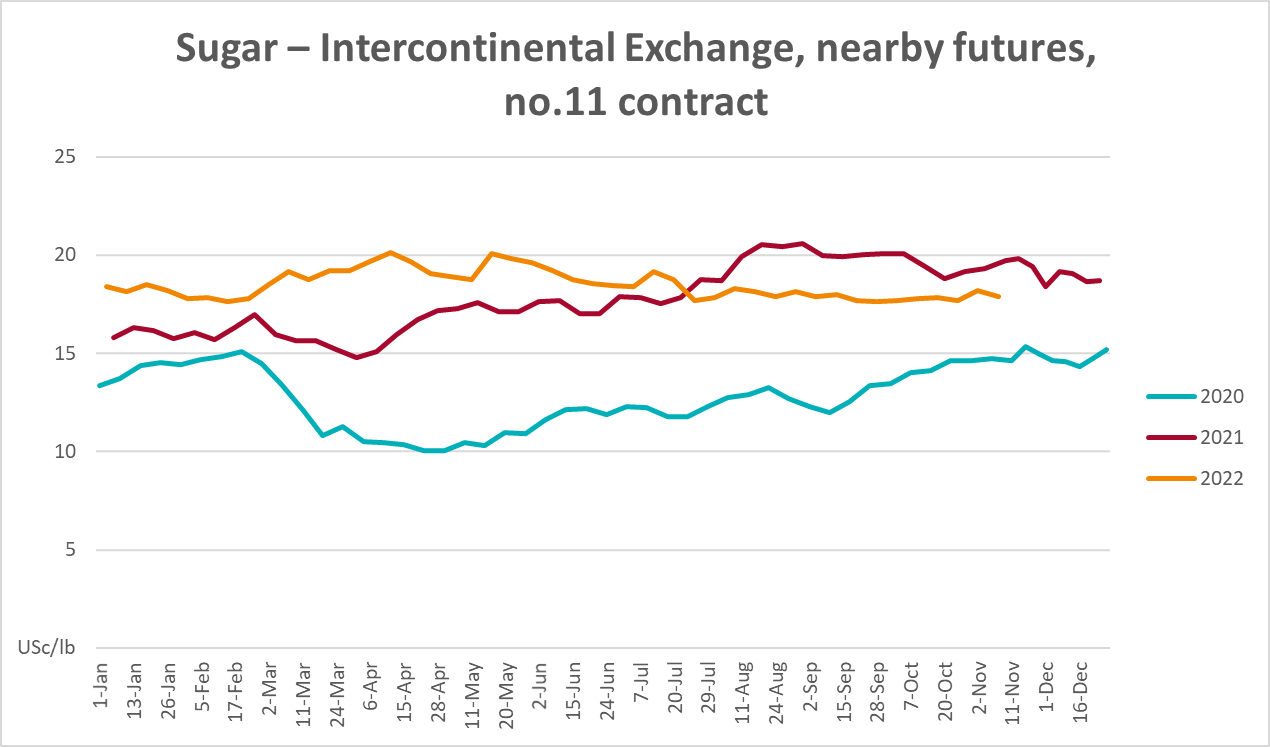 Sugar – Intercontinental Exchange, nearby futures,
no.11 contract
25
20
15
10
5
USc/lb
1-Jan
13-Jan
26-Jan
5-Feb
17-Feb
2-Mar
11-Mar
24-Mar
6-Apr
15-Apr
28-Apr
11-May
20-May
2-Jun
15-Jun
24-Jun
7-Jul
20-Jul
29-Jul
11-Aug
24-Aug
2-Sep
15-Sep
28-Sep
7-Oct
20-Oct
2-Nov
11-Nov
1-Dec
16-Dec
2020
2021
2022